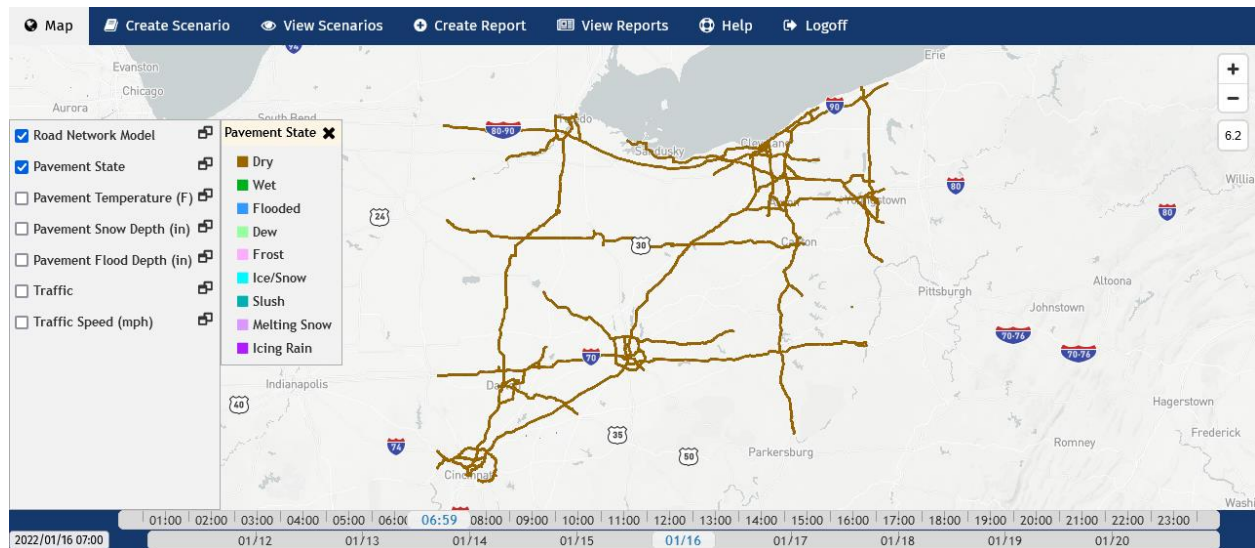 Map Create Scenario View Scenarios Create Report View Reports Help Logoff
94
Evanston
Chicago
Aurora
South Bend
Erie
90
+
−
6.2
Road Network Model
Pavement State
Pavement Temperature (F)
Pavement Snow Depth (in)
Pavement Flood Depth (in)
Traffic
Traffic Speed (mph)
Pavement State
Dry
Wet
Flooded
Dew
Frost
Ice/Snow
Slush
Melting Snow
Icing Rain
80-90
Toledo
Sandusky
Cleveland
Akron
Youngstown
80
80
24
30
Canton
Pittsburgh
Altoona
Johnstown
70-76
70-76
70
Indianapolis
Dayton
40
35
74
50
Parkersburg
Hagerstown
Frederick
Romney
Cincinnati
01:00 02:00 03:00 04:00 05:00 06:00 06:59 08:00 09:00 10:00 11:00 12:00 13:00 14:00 15:00 16:00 17:00 18:00 19:00 20:00 21:00 22:00 23:00
2022/01/16 07:00 01/12 01/13 01/14 01/15 01/16 01/17 01/18 01/19 01/20